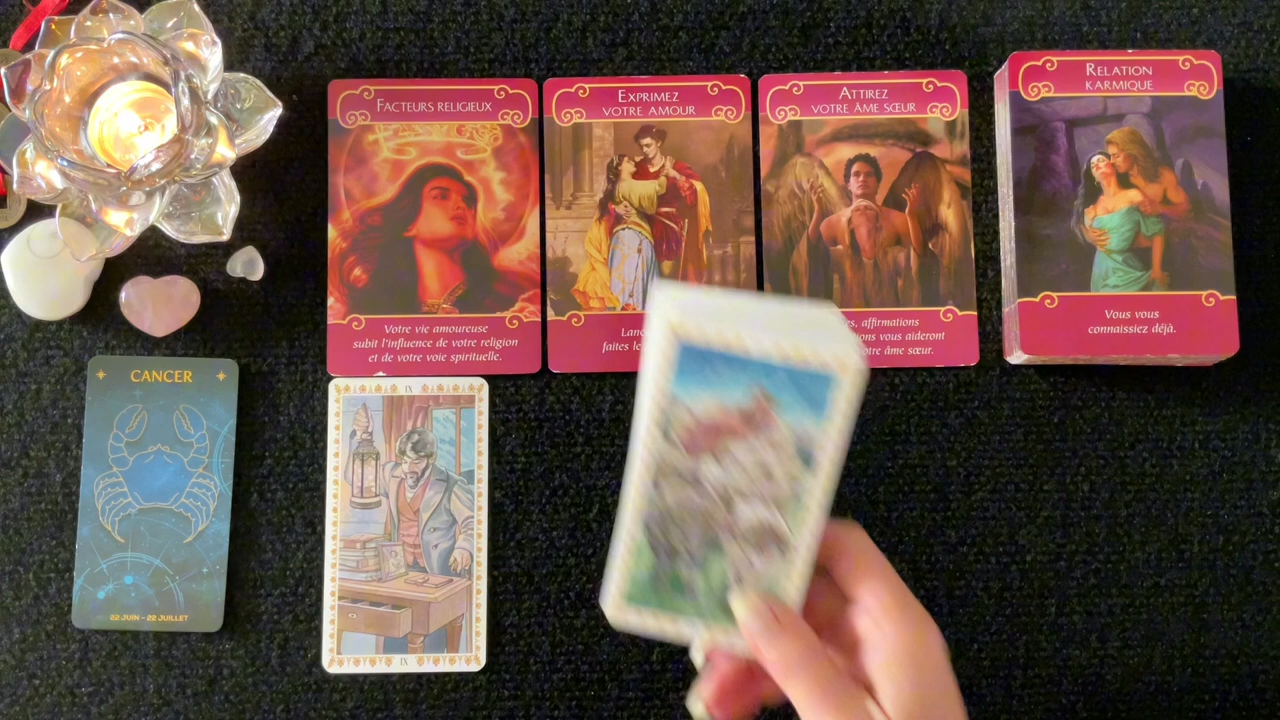 FACTEURS RELIGIEUX
Votre vie amoureuse
subit l'influence de votre religion
et de votre voie spirituelle.
EXPRIMEZ
VOTRE AMOUR
faites le
ATTIREZ
VOTRE ÂME SŒUR
affirmations
vous aideront
âme sœur.
RELATION
KARMIQUE
Vous vous
connaissiez déjà.
CANCER
22 JUIN - 22 JUILLET
IX
IX